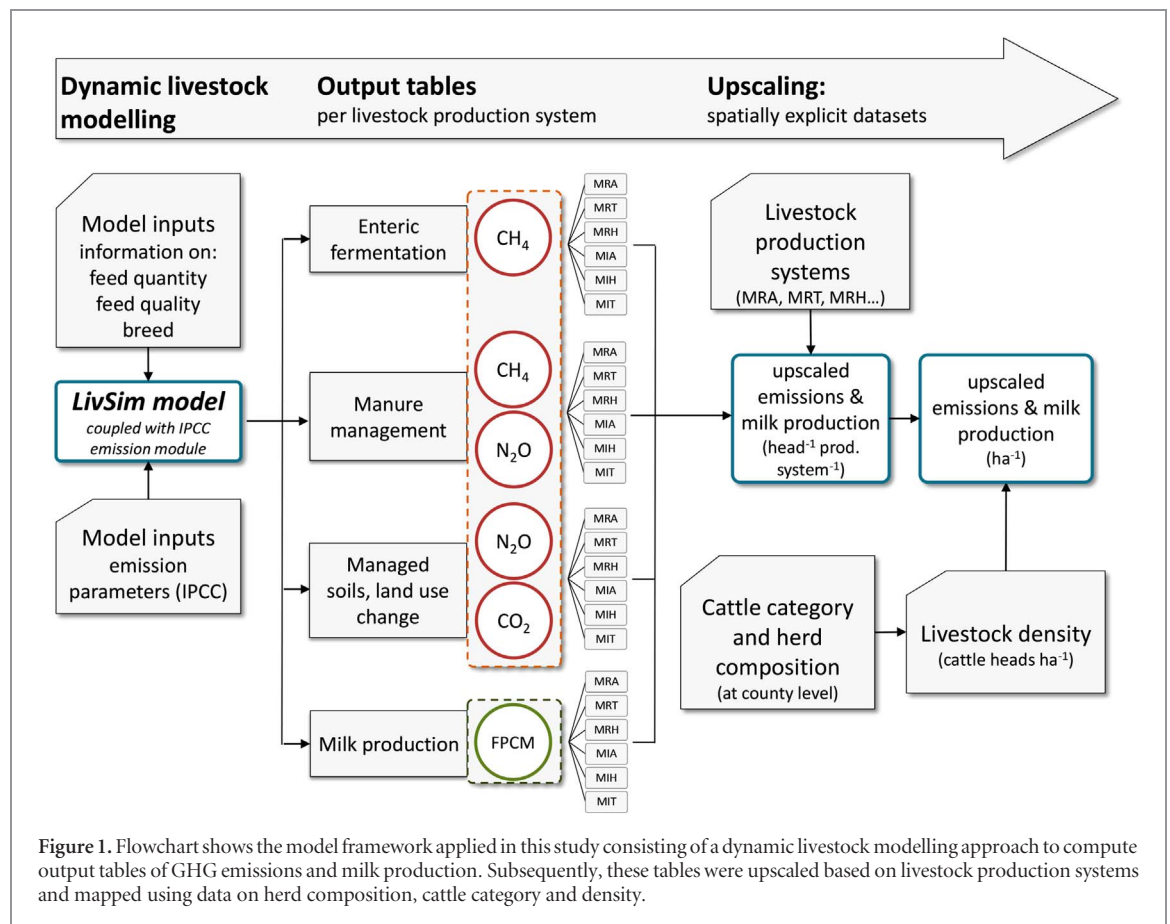 Dynamic livestock
modelling
Output tables
per livestock production system
Upscaling:
spatially explicit datasets
Model inputs
information on:
feed quantity
feed quality
breed
LivSim model
coupled with IPCC
emission module
Model inputs
emission
parameters (IPCC)
Enteric
fermentation
CH₄
MRA
MRT
MRH
MIA
MIH
MIT
Manure
management
CH₄
N₂O
MRA
MRT
MRH
MIA
MIH
MIT
Managed
soils, land use
change
N₂O
CO₂
MRA
MRT
MRH
MIA
MIH
MIT
Milk production
FPCM
MRA
MRT
MRH
MIA
MIH
MIT
Livestock
production
systems
(MRA, MRT, MRH...)
upscaled
emissions &
milk production
(head⁻¹ prod.
system⁻¹)
upscaled
emissions & milk
production
(ha⁻¹)
Cattle category
and herd
composition
(at county level)
Livestock density
(cattle heads ha⁻¹)
Figure 1. Flowchart shows the model framework applied in this study consisting of a dynamic livestock modelling approach to compute
output tables of GHG emissions and milk production. Subsequently, these tables were upscaled based on livestock production systems
and mapped using data on herd composition, cattle category and density.